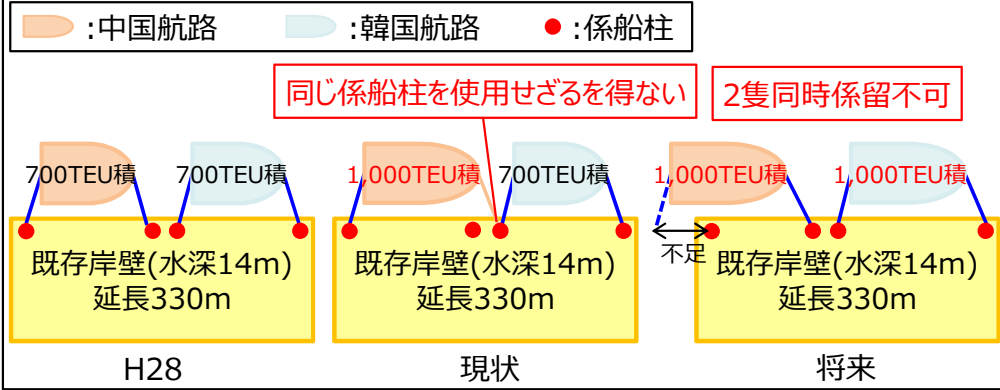 :中国航路 :韓国航路 :係船柱
同じ係船柱を使用せざるを得ない
2隻同時係留不可
700TEU積 700TEU積
1,000TEU積 700TEU積
1,000TEU積 1,000TEU積
既存岸壁(水深14m)
延長330m
既存岸壁(水深14m)
延長330m
不足
既存岸壁(水深14m)
延長330m
H28
現状
将来